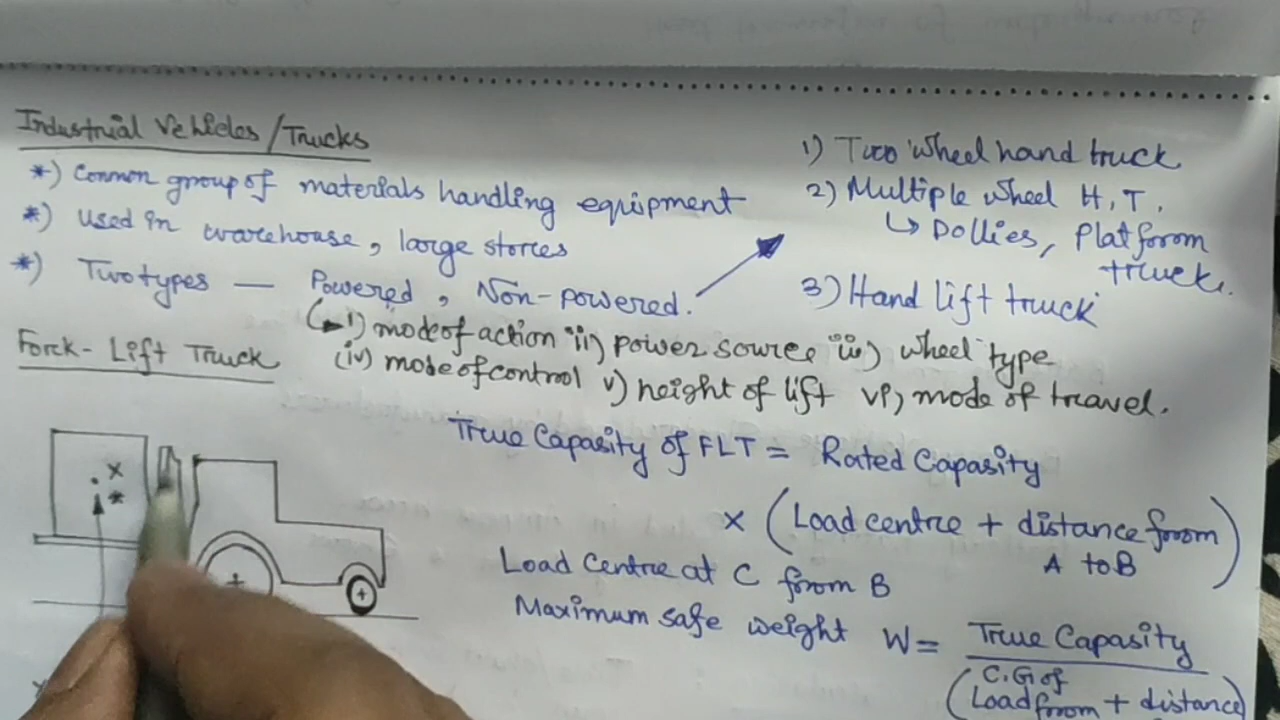 Industrial Vehicles/Trucks
*) Common group of materials handling equipment
*) used in warehouse, large stores
*) Two types — Powered, Non-powered.
1) Two wheel hand truck
2) Multiple wheel H.T.
↳ Dollies, Platform truck.
3) Hand lift truck
(i) mode of action ii) power source iii) wheel type
(iv) mode of control v) height of lift vi) mode of travel.
Fork-Lift Truck
True Capasity of FLT = Rated Capasity
× (Load centre + distance from A to B)
Load Centre at C from B
Maximum safe weight W = True Capasity
(C.G of Load from + distance)